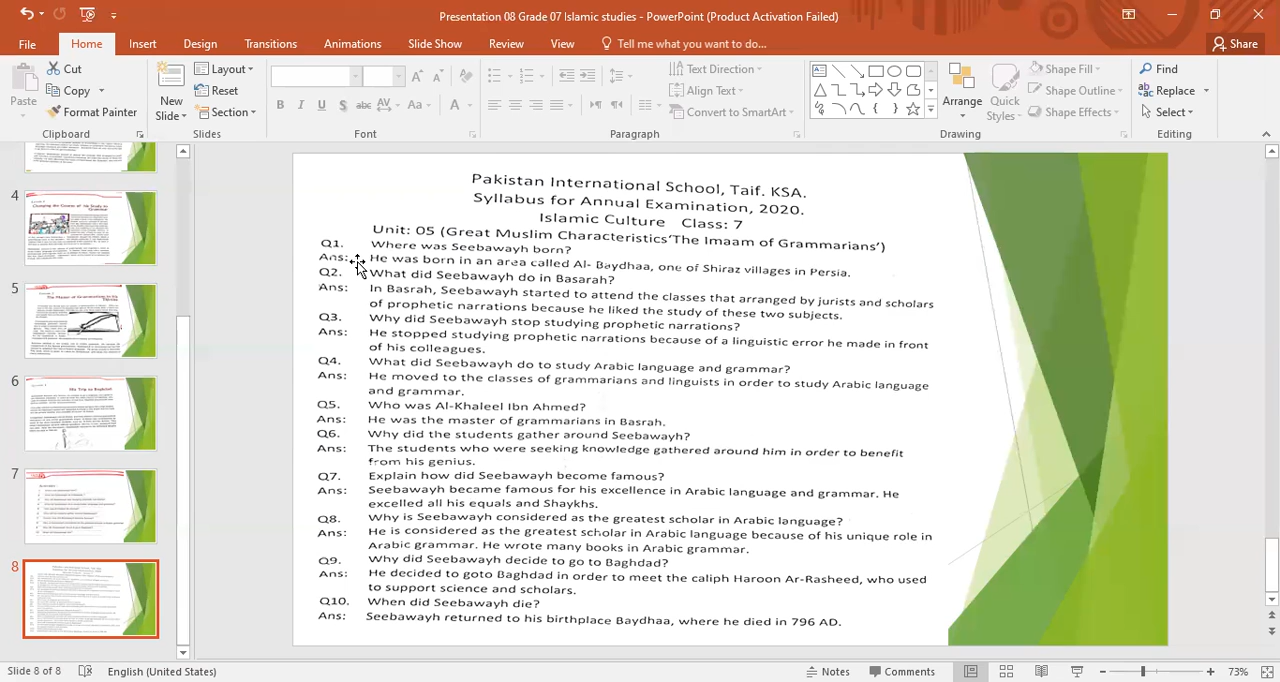 Presentation 08 Grade 07 Islamic studies - PowerPoint (Product Activation Failed)
File Home Insert Design Transitions Animations Slide Show Review View Tell me what you want to do... Share
Paste
Cut
Copy
Format Painter
Clipboard
New Slide
Layout
Reset
Section
Slides
B I U S abc AV Aa A
Font
Paragraph
Text Direction
Align Text
Convert to SmartArt
Arrange
Quick Styles
Shape Fill
Shape Outline
Shape Effects
Drawing
Find
Replace
Select
Editing
4
5
6
7
8
Pakistan International School, Taif. KSA
Syllabus for Annual Examination, 2020
Islamic Culture Class: 7
Unit: 05 (Great Muslim Characteristics'The Imaam of Grammarians')
Q1. Where was Seebawayh born?
Ans: He was born in an area called Al- Baydhaa, one of Shiraz villages in Persia.
Q2. What did Seebawayh do in Basarah?
Ans: In Basrah, Seebawayh started to attend the classes that arranged by jurists and scholars
of prophetic narrations because he liked the study of these two subjects.
Q3. Why did Seebawayh stop studying prophetic narrations?
Ans: He stopped studying prophetic narrations because of a linguistic error he made in front
of his colleagues.
Q4. What did Seebawayh do to study Arabic language and grammar?
Ans: He moved to the classes of grammarians and linguists in order to study Arabic language
and grammar.
Q5. Who was Al-Khaleel Bin Ahmed?
Ans: He was the master of grammarians in Basrah.
Q6. Why did the students gather around Seebawayh?
Ans: The students who were seeking knowledge gathered around him in order to benefit
from his genius.
Q7. Explain how did Seebawayh become famous?
Ans: Seebawayh became famous for his excellence in Arabic language and grammar. He
excelled all his teachers and Shaykhs.
Q8. Why is Seebawayh considered as the greatest scholar in Arabic language?
Ans: He is considered as the greatest scholar in Arabic language because of his unique role in
Arabic grammar. He wrote many books in Arabic grammar.
Q9. Why did Seebawayh decide to go to Baghdad?
Ans: He decided to go to Baghdad in order to meet the caliph Haroon Ar-Rasheed, who used
to support science and scholars.
Q10. When did Seebawayh die?
Ans: Seebawayh returned to his birthplace Baydhaa, where he died in 796 AD.
Slide 8 of 8 English (United States) Notes Comments 73%